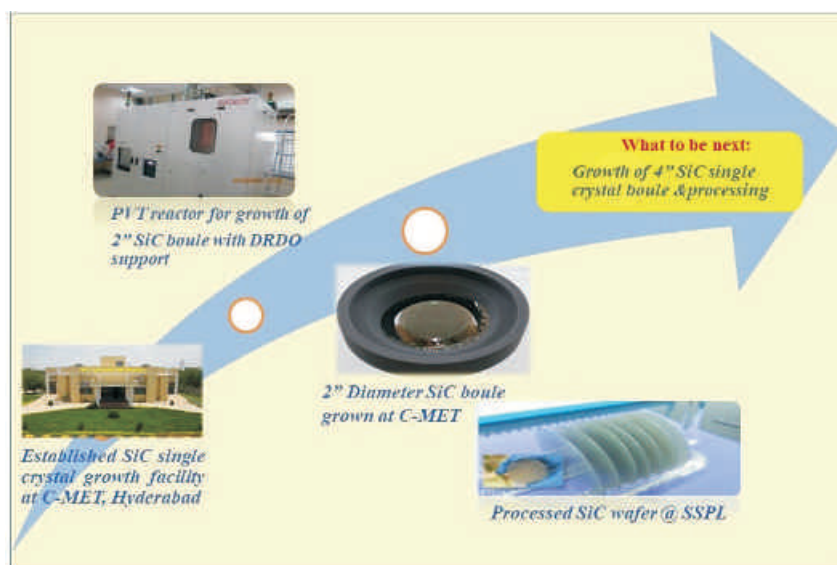 What to be next:
Growth of 4” SiC single
crystal boule &processing
PVT reactor for growth of
2” SiC boule with DRDO
support
2” Diameter SiC boule
grown at C-MET
Established SiC single
crystal growth facility
at C-MET, Hyderabad
Processed SiC wafer @ SSPL